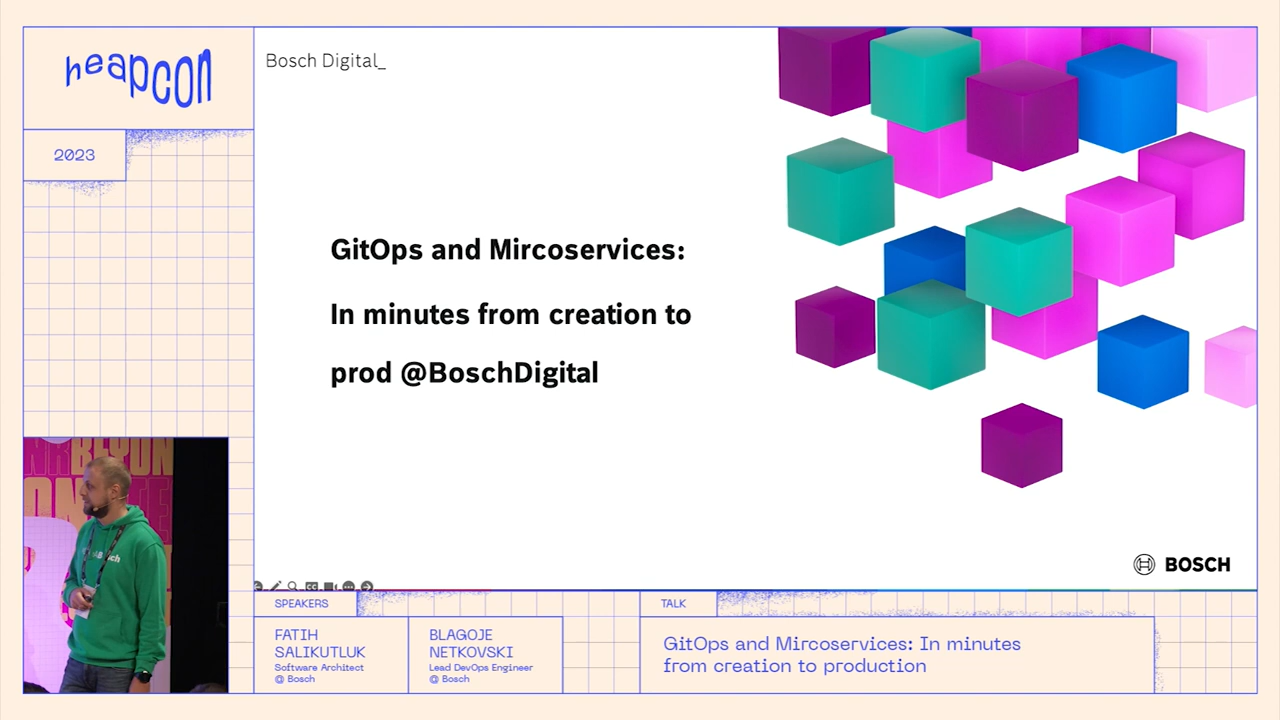 heapcon
2023
Bosch Digital_
GitOps and Mircoservices:
In minutes from creation to
prod @BoschDigital
BOSCH
SPEAKERS
FATIH
SALIKUTLUK
Software Architect
@ Bosch
BLAGOJE
NETKOVSKI
Lead DevOps Engineer
@ Bosch
TALK
GitOps and Mircoservices: In minutes
from creation to production